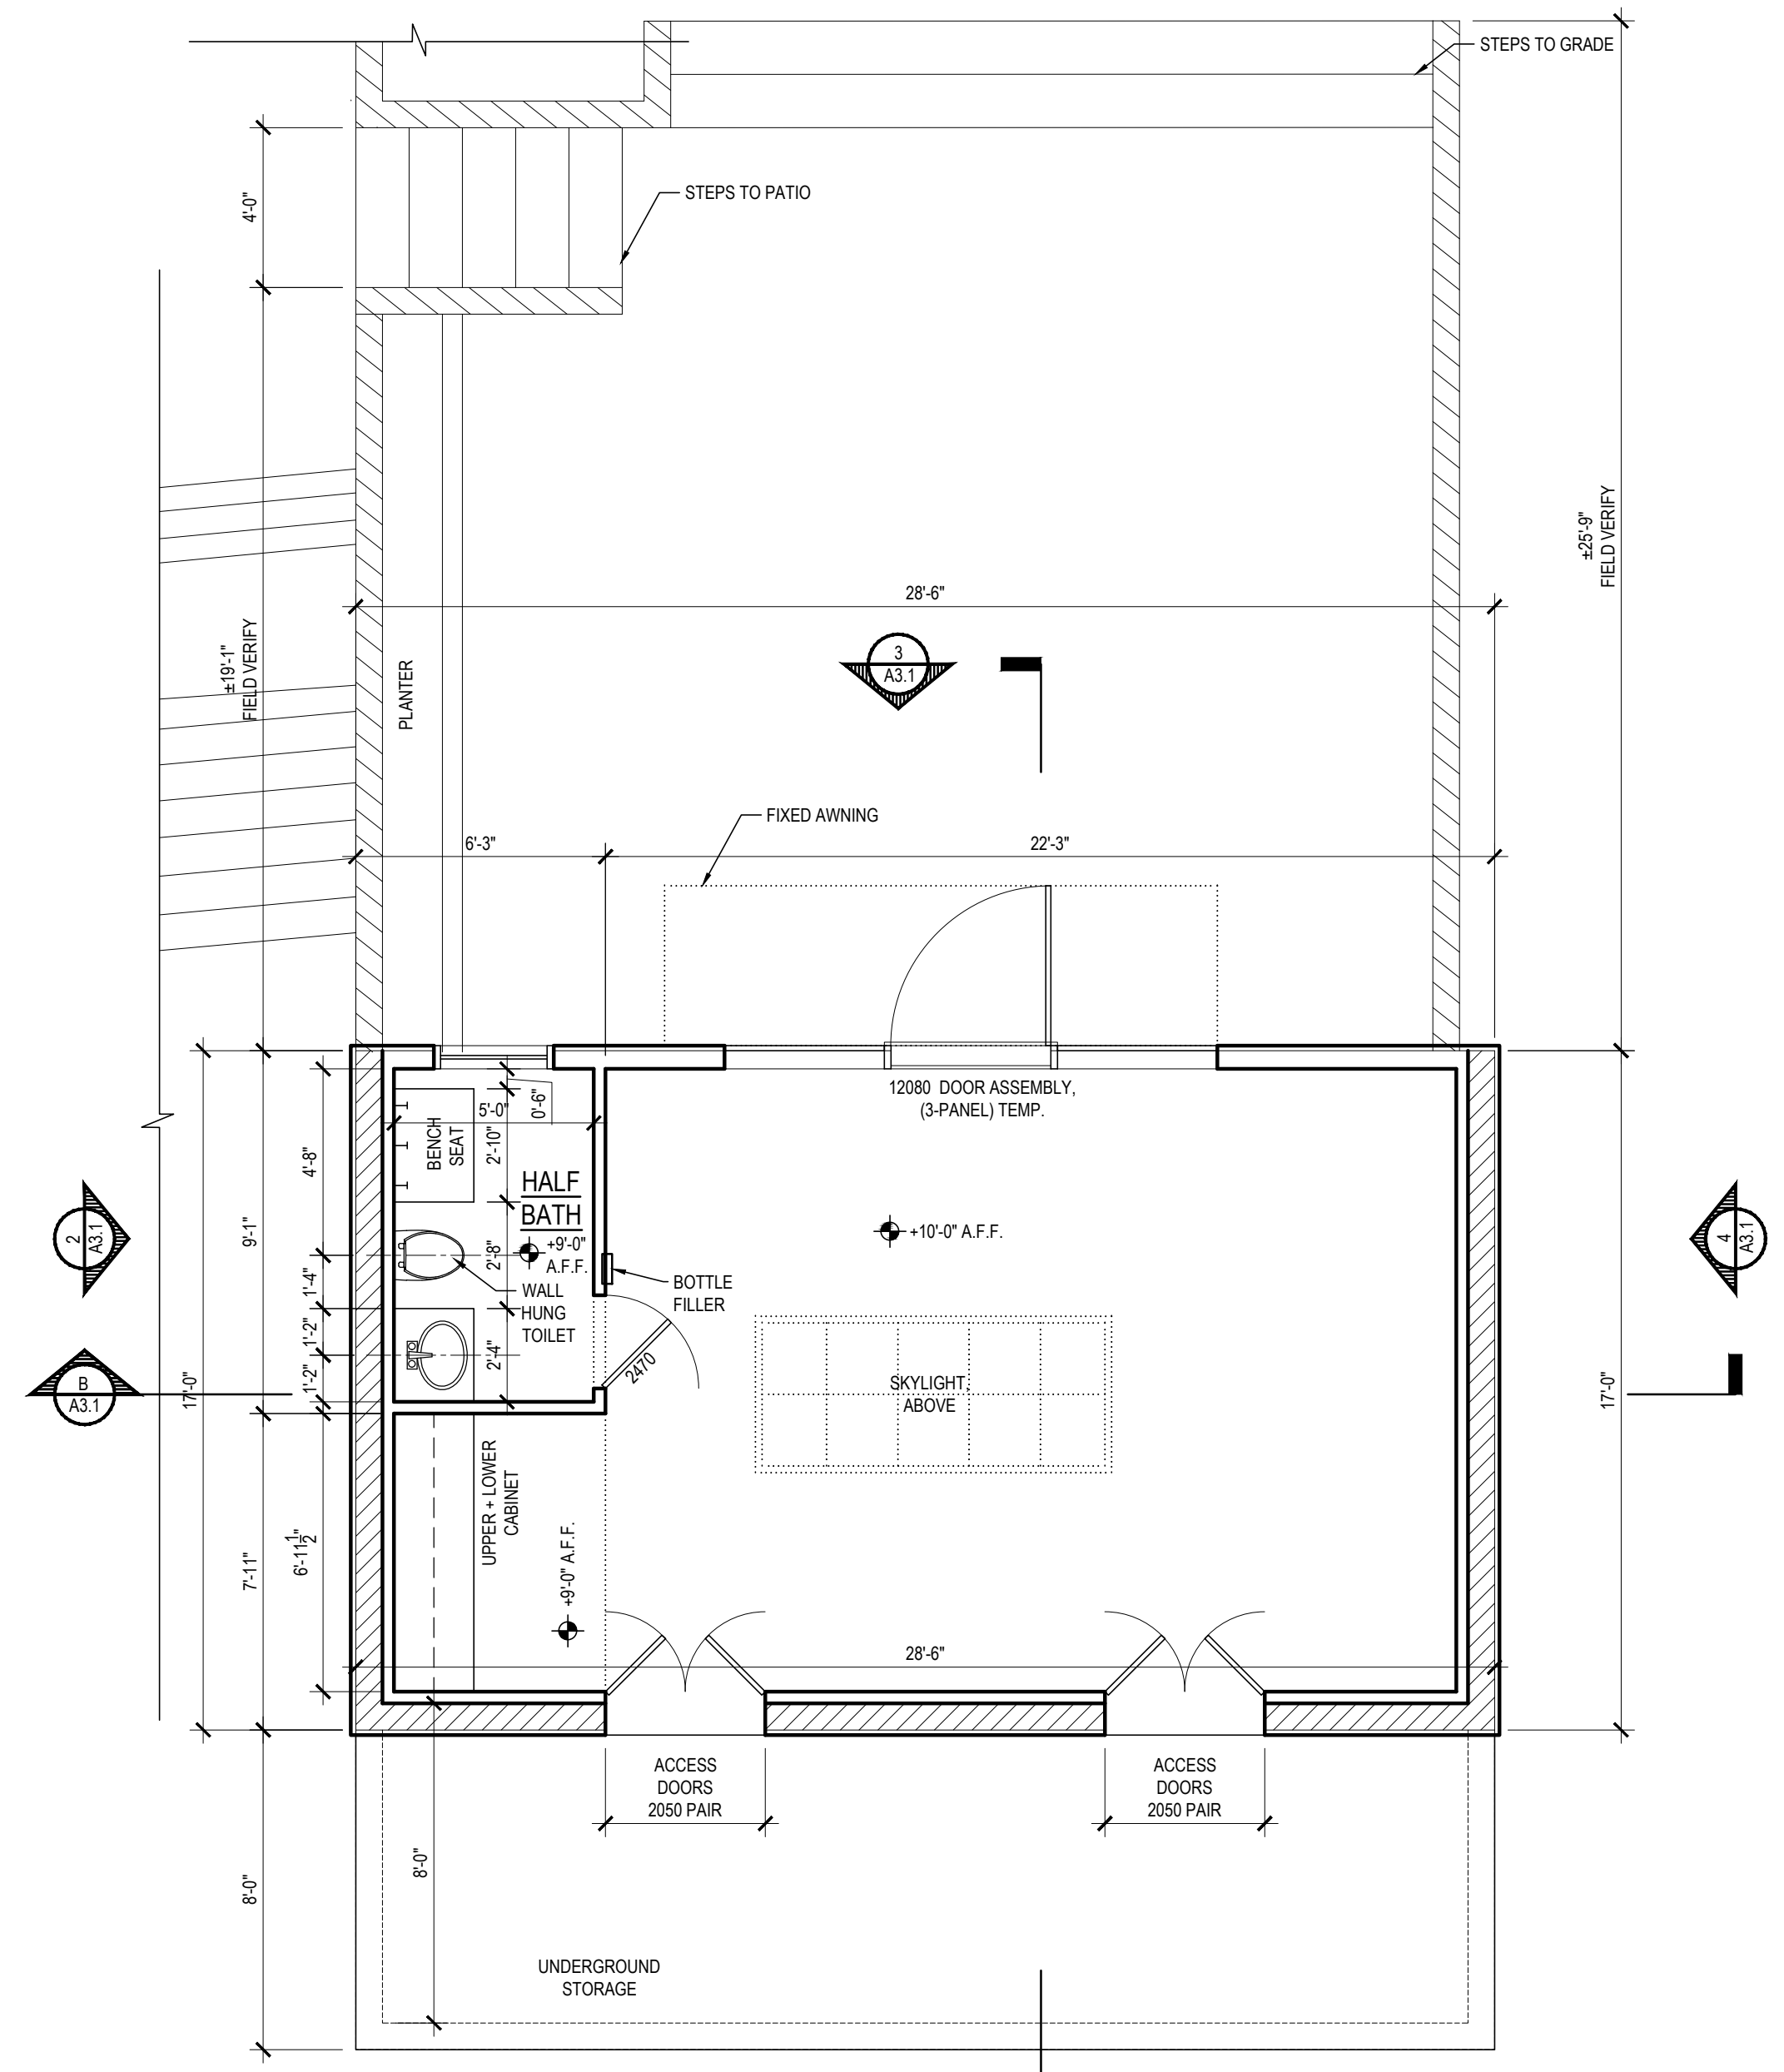 STEPS TO GRADE
STEPS TO PATIO
4'-0"
±25'-9"
FIELD VERIFY
28'-6"
±19'-1"
FIELD VERIFY
PLANTER
3
A3.1
FIXED AWNING
6'-3"
22'-3"
12080 DOOR ASSEMBLY,
(3-PANEL) TEMP.
5'-0"
0'-6"
BENCH
SEAT
2'-10"
4'-8"
HALF
BATH
+9'-0"
A.F.F.
2'-8"
+10'-0" A.F.F.
2
A3.1
4
A3.1
9'-1"
1'-4"
WALL
HUNG
TOILET
BOTTLE
FILLER
1'-2"
2'-4"
2470
1'-2"
SKYLIGHT,
ABOVE
B
A3.1
17'-0"
17'-0"
UPPER + LOWER
CABINET
6'-11 1/2"
7'-11"
+9'-0" A.F.F.
28'-6"
ACCESS
DOORS
2050 PAIR
ACCESS
DOORS
2050 PAIR
8'-0"
8'-0"
UNDERGROUND
STORAGE